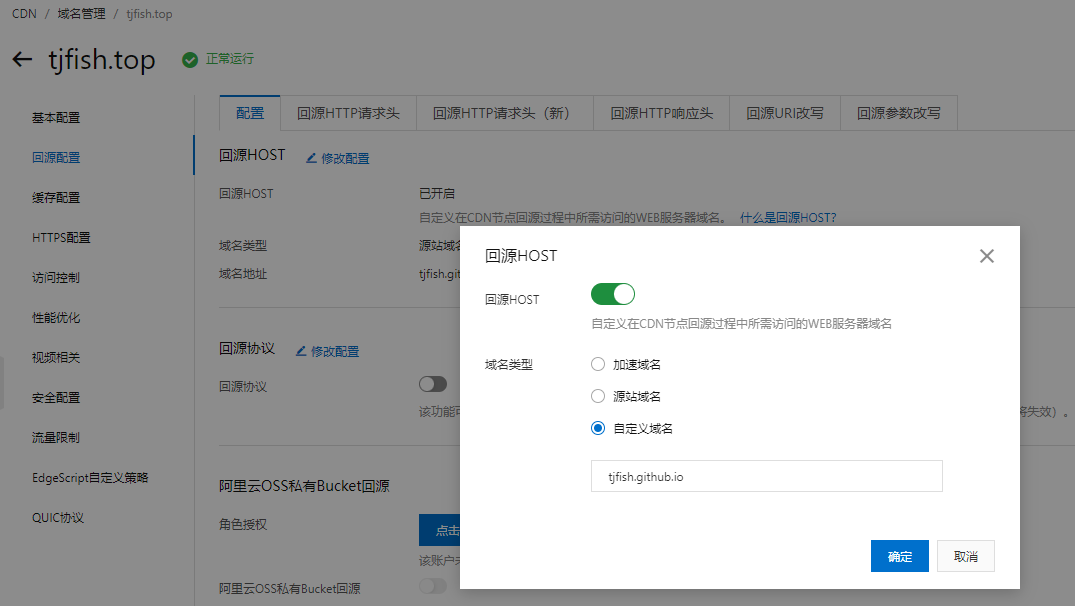 CDN / 域名管理 / tjfish.top
← tjfish.top 正常运行
基本配置
回源配置
缓存配置
HTTPS配置
访问控制
性能优化
视频相关
安全配置
流量限制
EdgeScript自定义策略
QUIC协议
配置 回源HTTP请求头 回源HTTP请求头（新） 回源HTTP响应头 回源URI改写 回源参数改写
回源HOST 修改配置
回源HOST 已开启
自定义在CDN节点回源过程中所需访问的WEB服务器域名。 什么是回源HOST?
域名类型 源站域名
域名地址 tjfish.git
回源协议 修改配置
回源协议
该功能可 将失效）。
阿里云OSS私有Bucket回源
角色授权 点击
该账户未
阿里云OSS私有Bucket回源
回源HOST
回源HOST
自定义在CDN节点回源过程中所需访问的WEB服务器域名
域名类型 加速域名
源站域名
自定义域名
tjfish.github.io
确定 取消